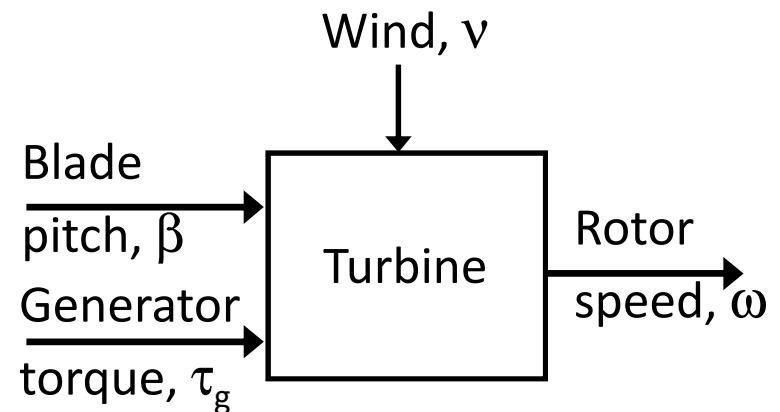 Wind, ν
Blade
pitch, β
Generator
torque, τg
Turbine
Rotor
speed, ω